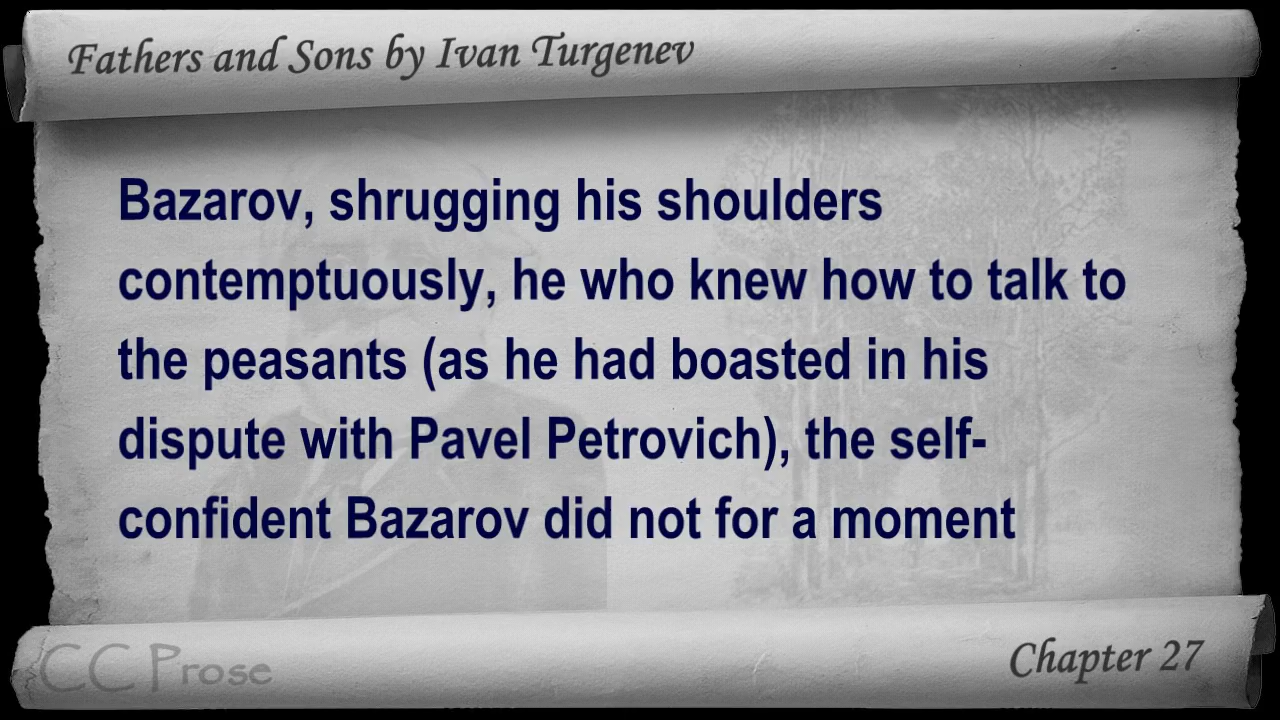 Fathers and Sons by Ivan Turgenev
Bazarov, shrugging his shoulders
contemptuously, he who knew how to talk to
the peasants (as he had boasted in his
dispute with Pavel Petrovich), the self-
confident Bazarov did not for a moment
CC Prose
Chapter 27